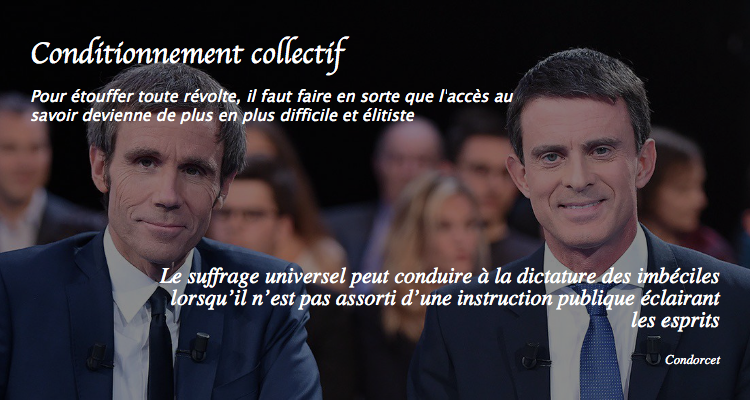 Conditionnement collectif
Pour étouffer toute révolte, il faut faire en sorte que l'accès au
savoir devienne de plus en plus difficile et élitiste
Le suffrage universel peut conduire à la dictature des imbéciles
lorsqu’il n’est pas assorti d’une instruction publique éclairant
les esprits
Condorcet